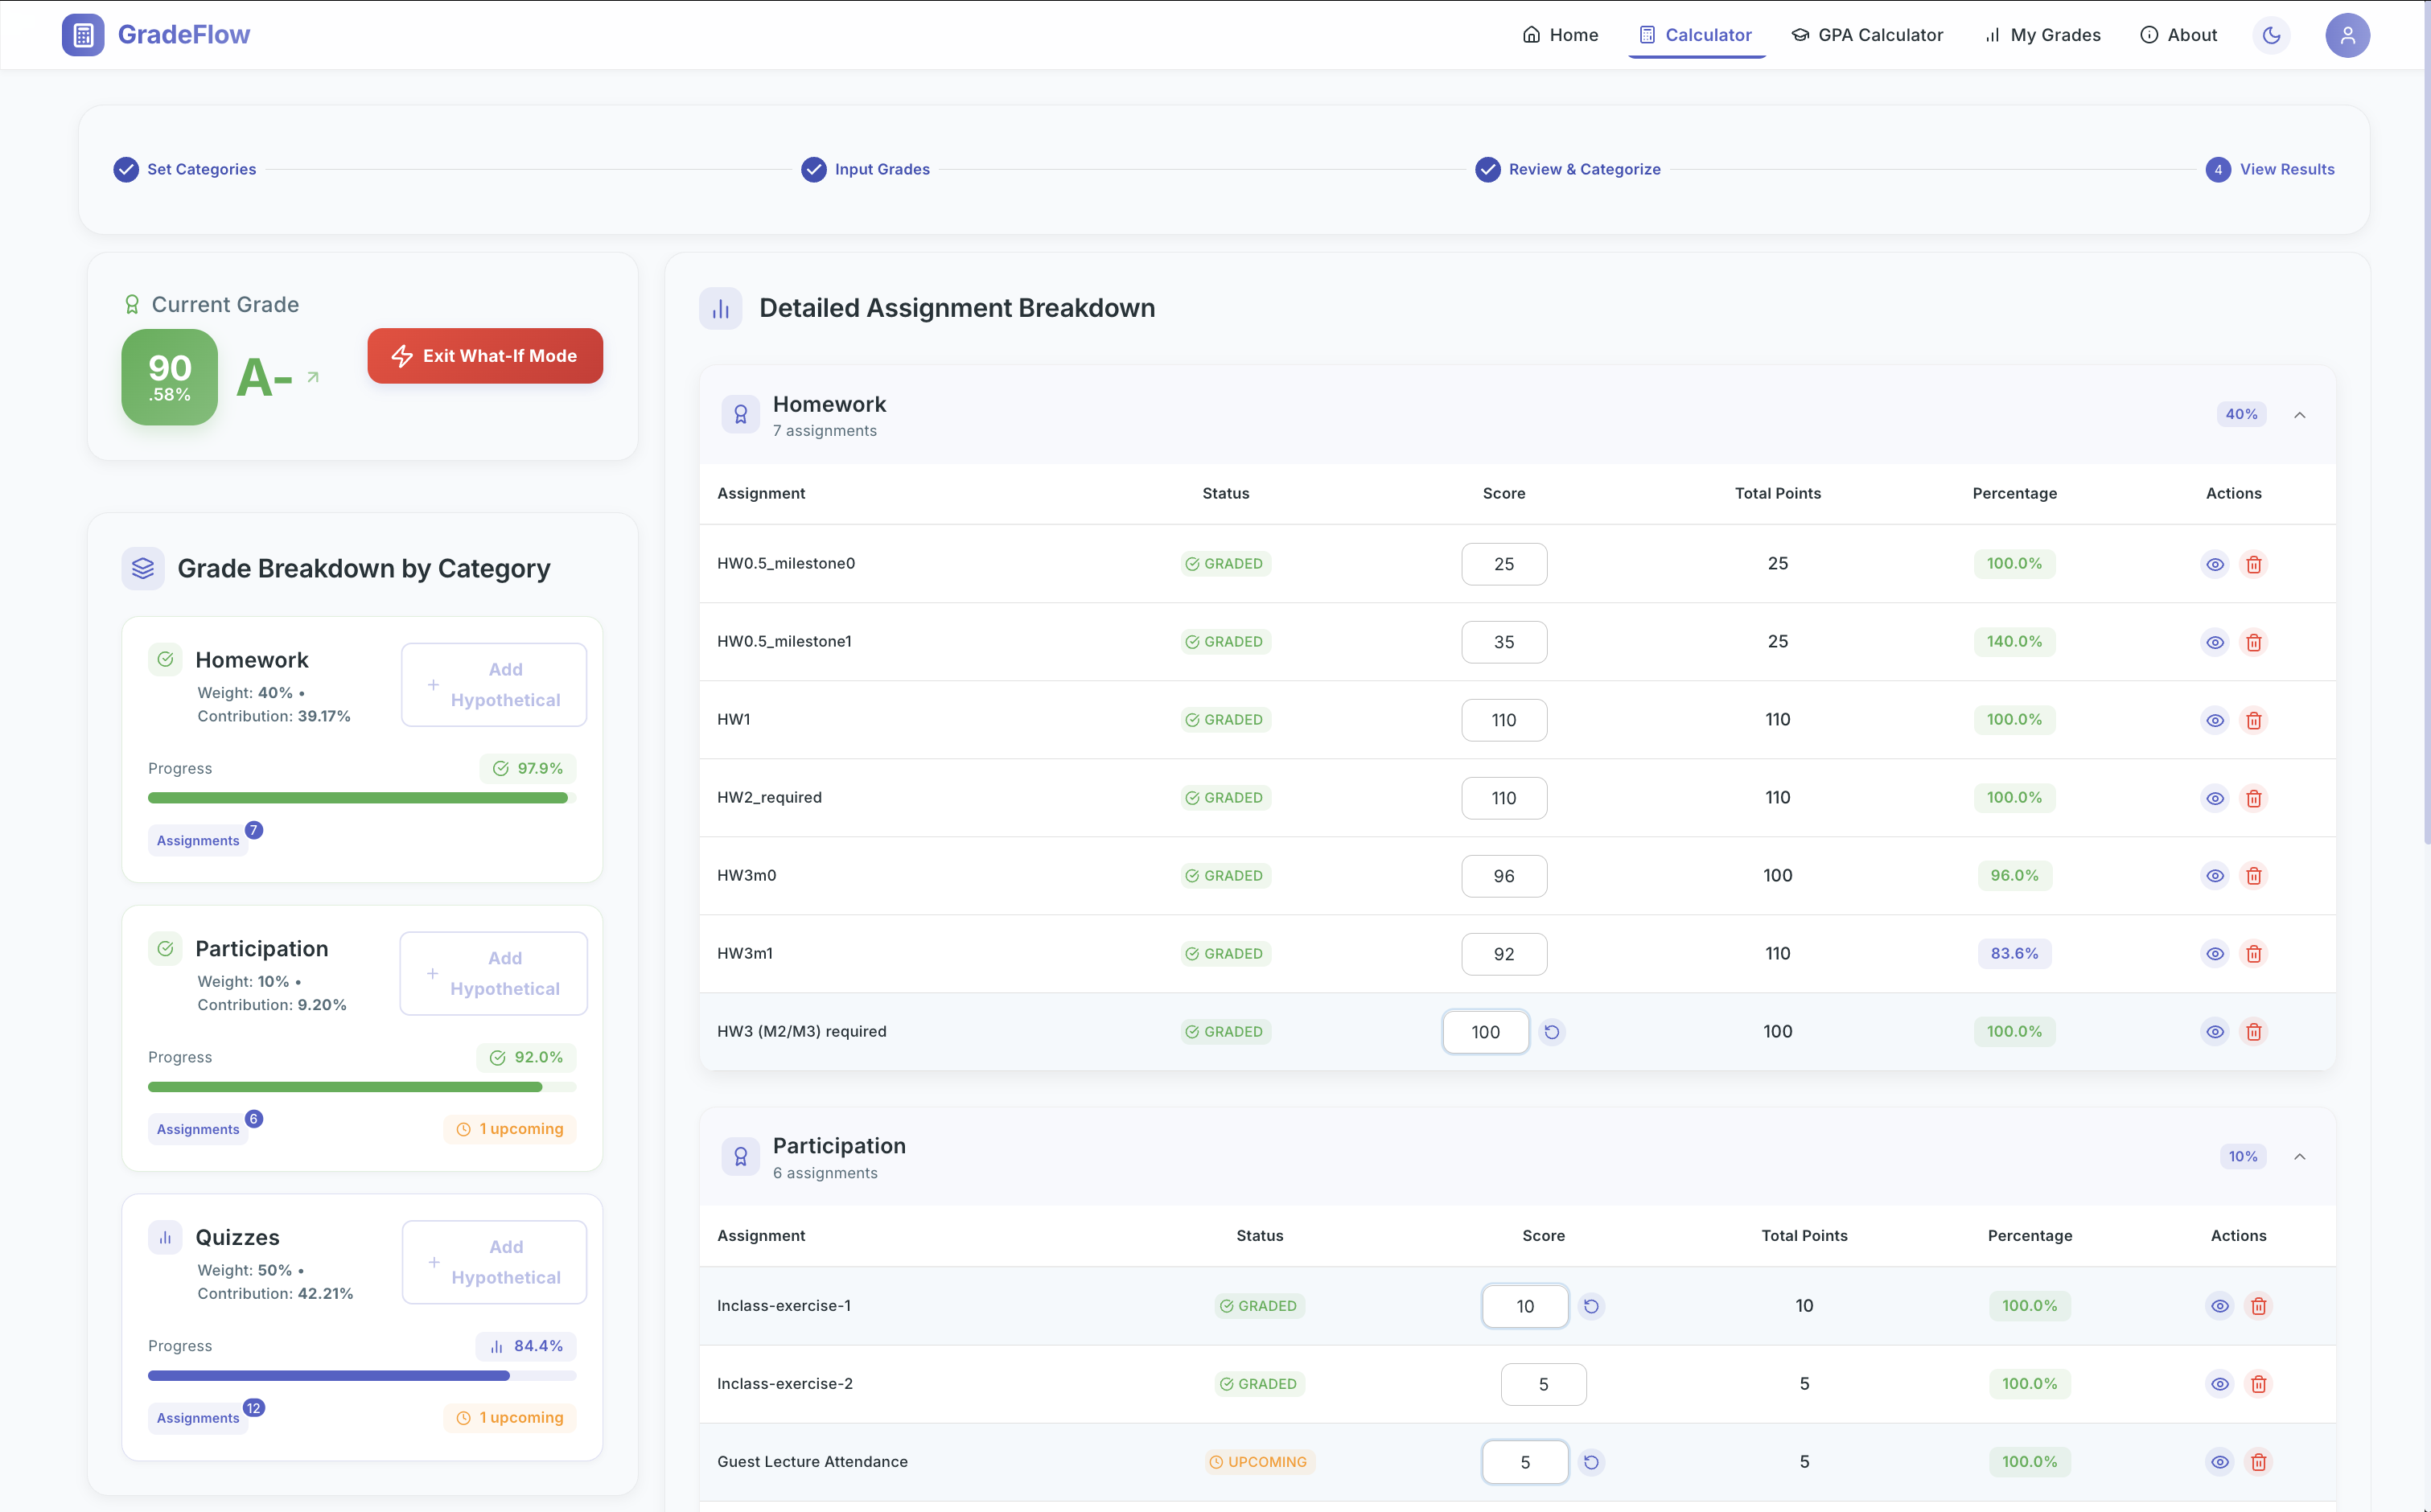 GradeFlow
Home
Calculator
GPA Calculator
My Grades
About
Set Categories
Input Grades
Review & Categorize
4 View Results
Current Grade
90
.58%
A-
Exit What-If Mode
Grade Breakdown by Category
Homework
Weight: 40% •
Contribution: 39.17%
+ Add
Hypothetical
Progress
97.9%
Assignments 7
Participation
Weight: 10% •
Contribution: 9.20%
+ Add
Hypothetical
Progress
92.0%
Assignments 6
1 upcoming
Quizzes
Weight: 50% •
Contribution: 42.21%
+ Add
Hypothetical
Progress
84.4%
Assignments 12
1 upcoming
Detailed Assignment Breakdown
Homework
7 assignments
40%
Assignment Status Score Total Points Percentage Actions
HW0.5_milestone0 GRADED 25 25 100.0%
HW0.5_milestone1 GRADED 35 25 140.0%
HW1 GRADED 110 110 100.0%
HW2_required GRADED 110 110 100.0%
HW3m0 GRADED 96 100 96.0%
HW3m1 GRADED 92 110 83.6%
HW3 (M2/M3) required GRADED 100 100 100.0%
Participation
6 assignments
10%
Assignment Status Score Total Points Percentage Actions
Inclass-exercise-1 GRADED 10 10 100.0%
Inclass-exercise-2 GRADED 5 5 100.0%
Guest Lecture Attendance UPCOMING 5 5 100.0%